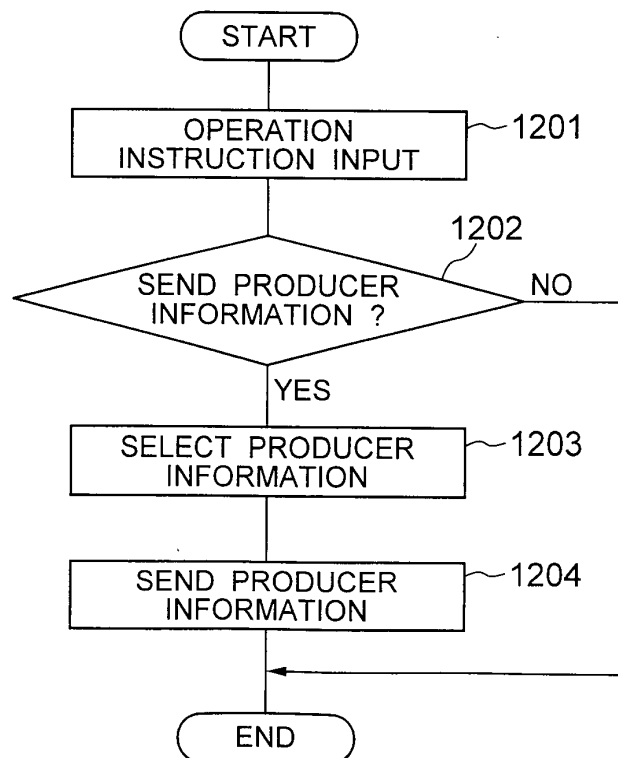 START
OPERATION
INSTRUCTION INPUT
1201
1202
SEND PRODUCER
INFORMATION ?
NO
YES
SELECT PRODUCER
INFORMATION
1203
SEND PRODUCER
INFORMATION
1204
END